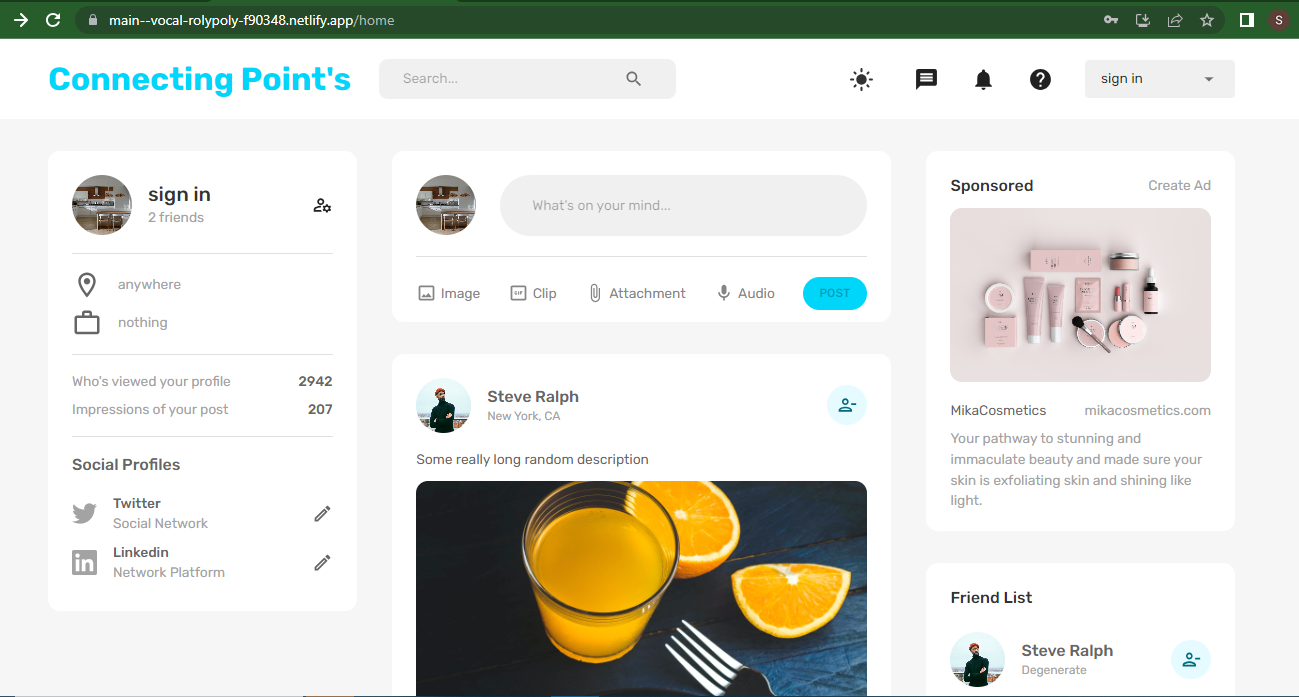 main--vocal-rolypoly-f90348.netlify.app/home
S
Connecting Point's
Search...
sign in
sign in
2 friends
anywhere
nothing
Who's viewed your profile 2942
Impressions of your post 207
Social Profiles
Twitter
Social Network
Linkedin
Network Platform
What's on your mind...
Image
GIF Clip
Attachment
Audio
POST
Steve Ralph
New York, CA
Some really long random description
Sponsored
Create Ad
MikaCosmetics
mikacosmetics.com
Your pathway to stunning and
immaculate beauty and made sure your
skin is exfoliating skin and shining like
light.
Friend List
Steve Ralph
Degenerate